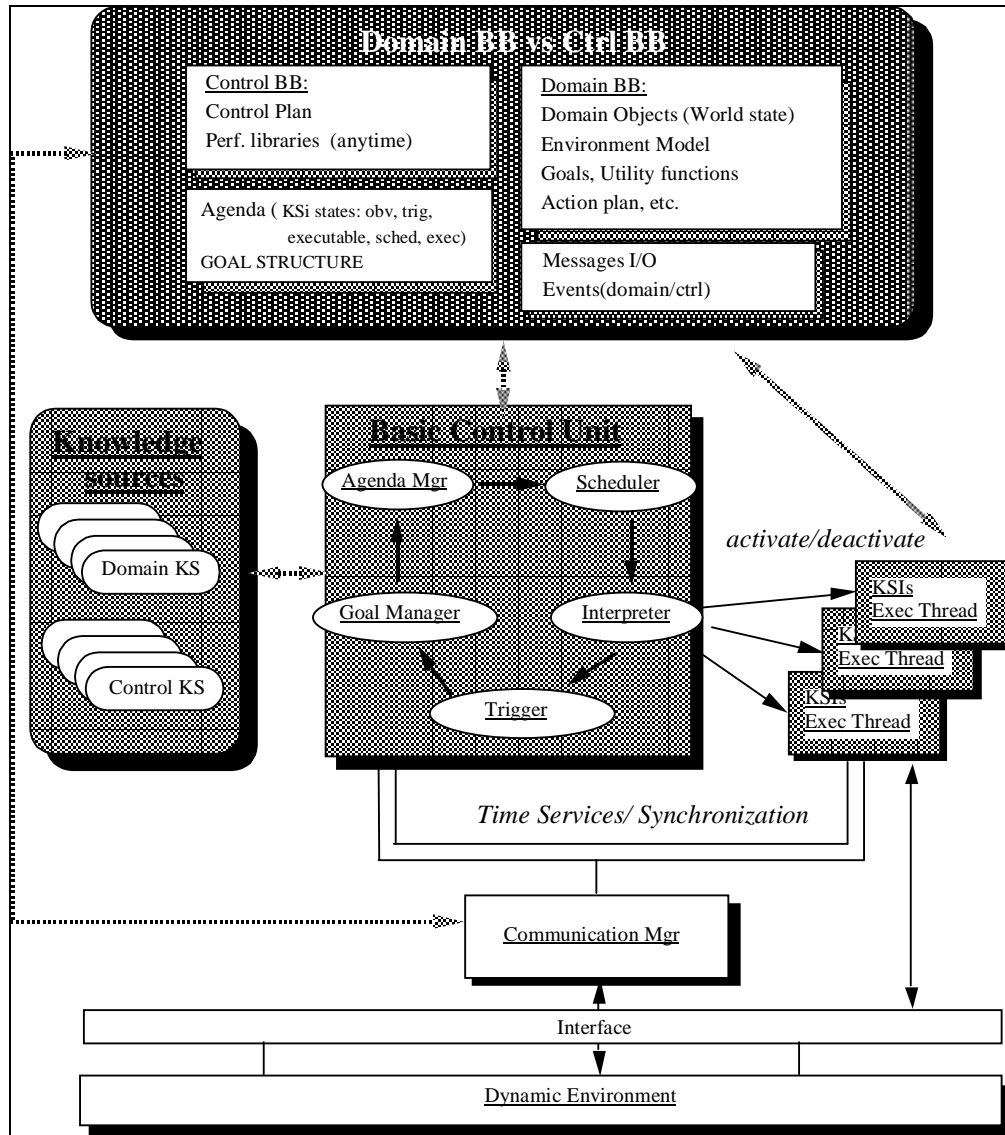 Domain BB vs Ctrl BB
Control BB:
Control Plan
Perf. libraries (anytime)
Agenda ( KSi states: obv, trig,
executable, sched, exec)
GOAL STRUCTURE
Domain BB:
Domain Objects (World state)
Environment Model
Goals, Utility functions
Action plan, etc.
Messages I/O
Events(domain/ctrl)
Knowledge
sources
Domain KS
Control KS
Basic Control Unit
Agenda Mgr
Scheduler
Goal Manager
Interpreter
Trigger
activate/deactivate
KSIs
Exec Thread
Exec Thread
KSIs
Exec Thread
Time Services/ Synchronization
Communication Mgr
Interface
Dynamic Environment